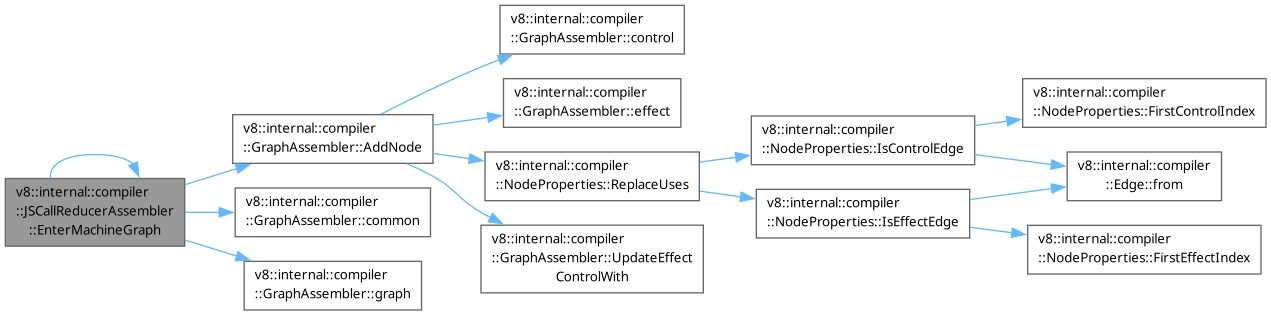 v8::internal::compiler
::JSCallReducerAssembler
::EnterMachineGraph
v8::internal::compiler
::GraphAssembler::AddNode
v8::internal::compiler
::GraphAssembler::common
v8::internal::compiler
::GraphAssembler::graph
v8::internal::compiler
::GraphAssembler::control
v8::internal::compiler
::GraphAssembler::effect
v8::internal::compiler
::NodeProperties::ReplaceUses
v8::internal::compiler
::GraphAssembler::UpdateEffect
ControlWith
v8::internal::compiler
::NodeProperties::IsControlEdge
v8::internal::compiler
::NodeProperties::IsEffectEdge
v8::internal::compiler
::NodeProperties::FirstControlIndex
v8::internal::compiler
::Edge::from
v8::internal::compiler
::NodeProperties::FirstEffectIndex